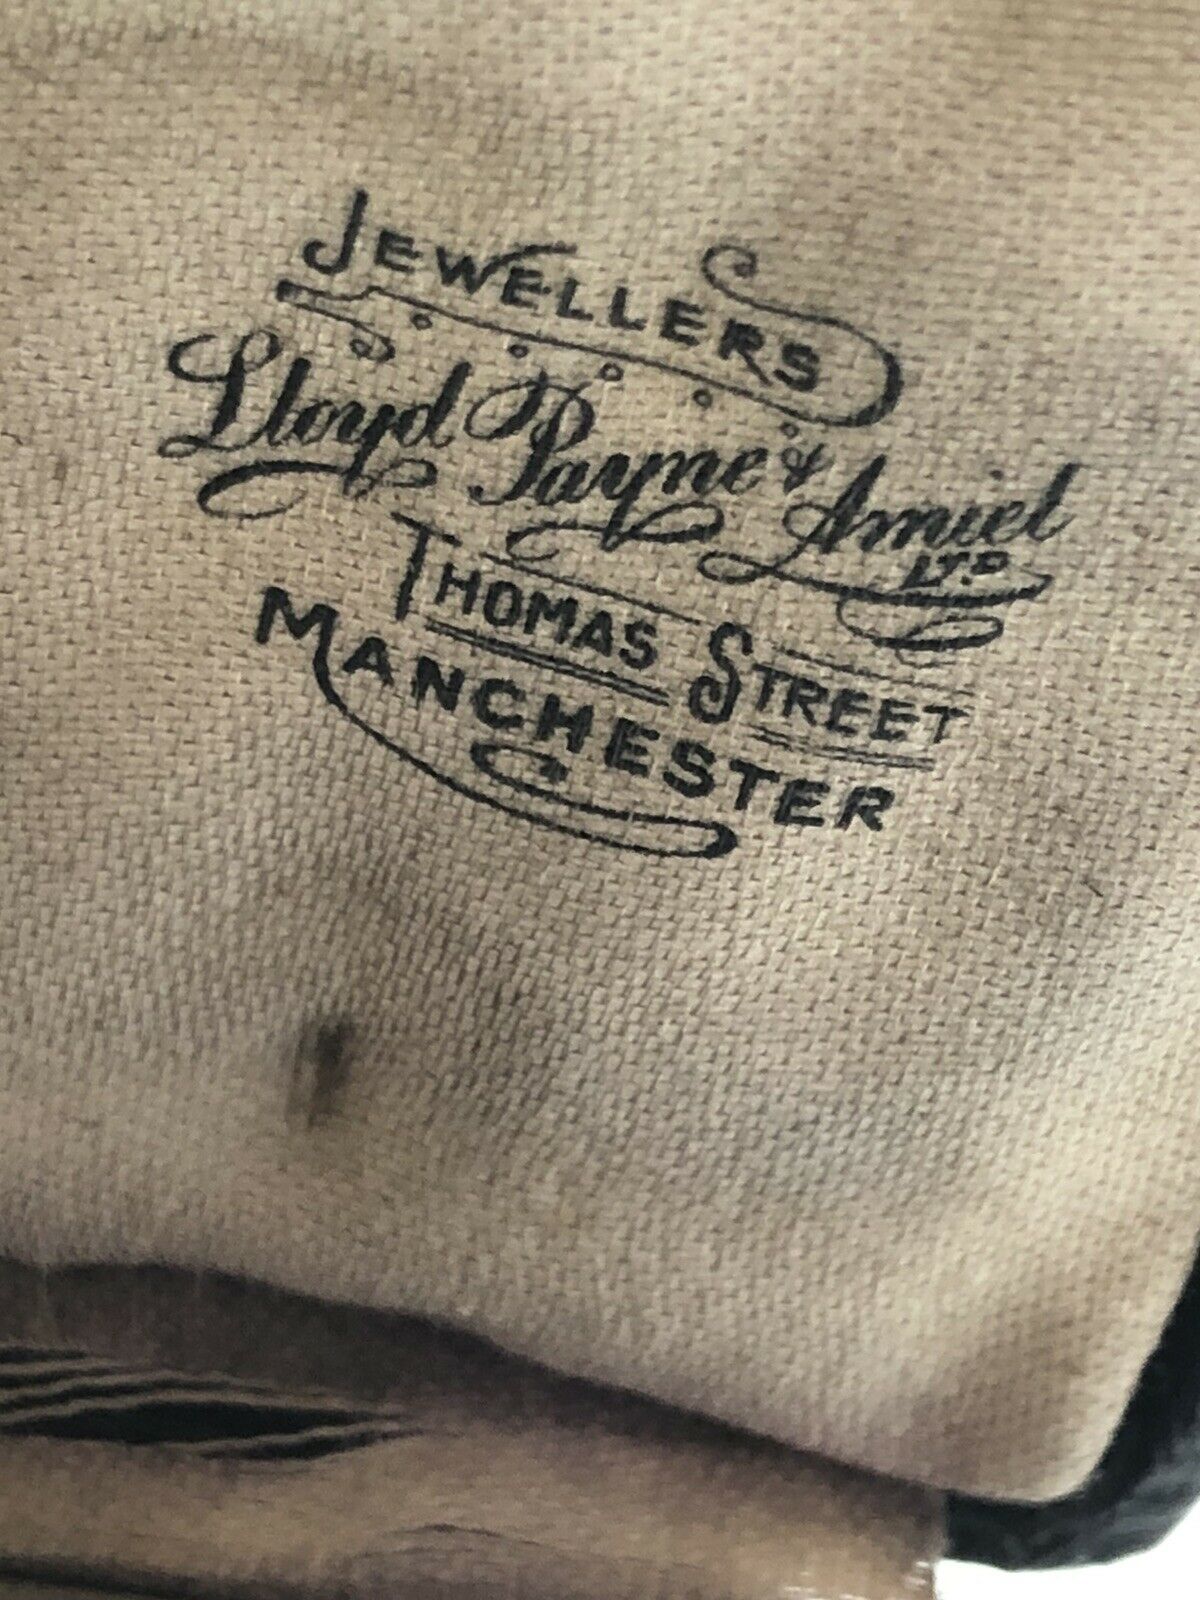 JEWELLERS
Lloyd Payne & Amiel
LTD
THOMAS STREET
MANCHESTER